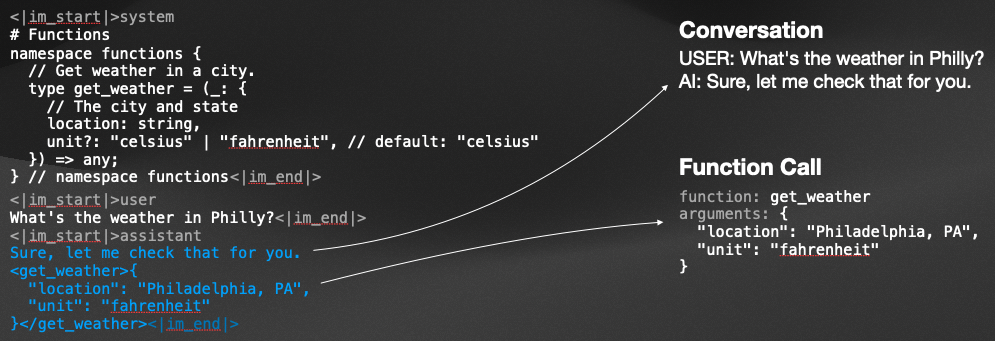 <|im_start|>system
# Functions
namespace functions {
  // Get weather in a city.
  type get_weather = (_: {
    // The city and state
    location: string,
    unit?: "celsius" | "fahrenheit", // default: "celsius"
  }) => any;
} // namespace functions<|im_end|>
<|im_start|>user
What's the weather in Philly?<|im_end|>
<|im_start|>assistant
Sure, let me check that for you.
<get_weather>{
  "location": "Philadelphia, PA",
  "unit": "fahrenheit"
}</get_weather><|im_end|>
Conversation
USER: What's the weather in Philly?
AI: Sure, let me check that for you.
Function Call
function: get_weather
arguments: {
  "location": "Philadelphia, PA",
  "unit": "fahrenheit"
}